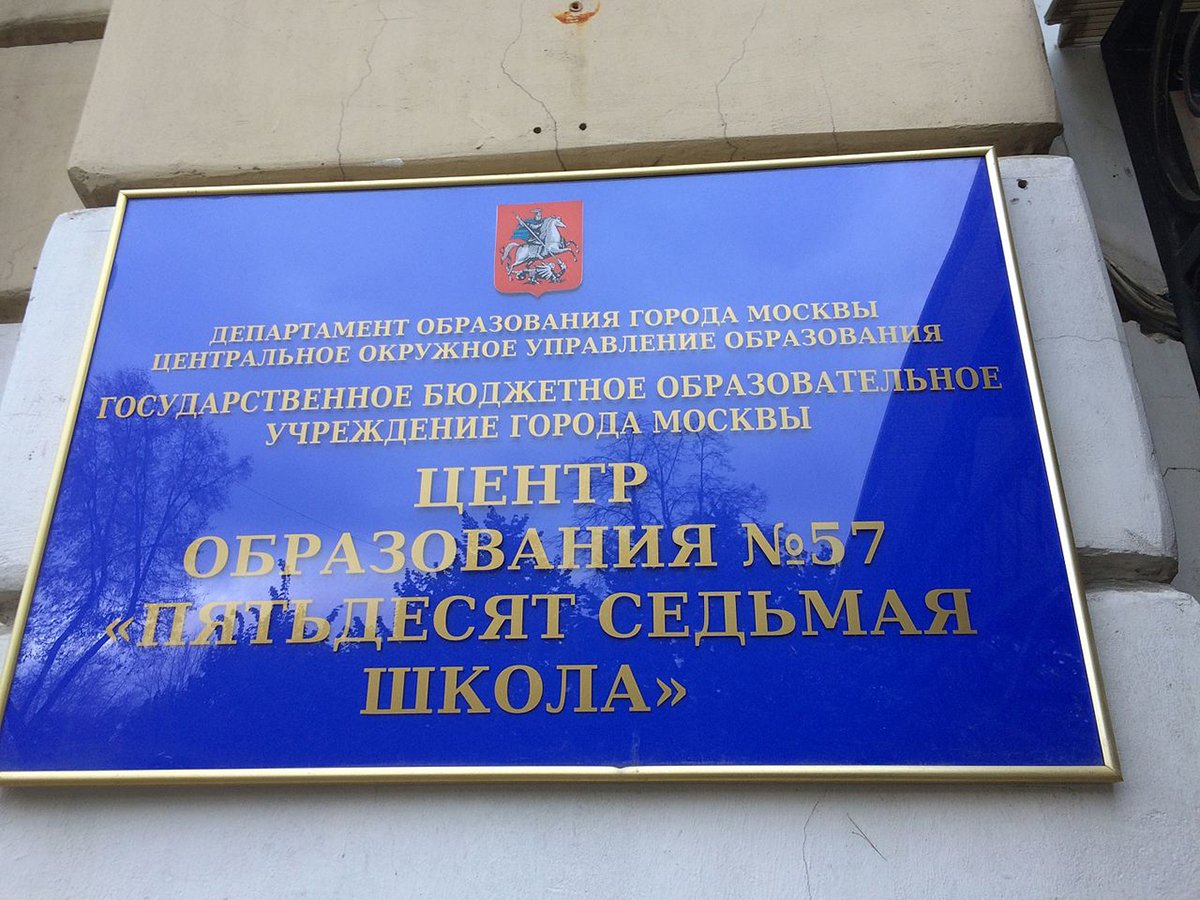 ДЕПАРТАМЕНТ ОБРАЗОВАНИЯ ГОРОДА МОСКВЫ
ЦЕНТРАЛЬНОЕ ОКРУЖНОЕ УПРАВЛЕНИЕ ОБРАЗОВАНИЯ
ГОСУДАРСТВЕННОЕ БЮДЖЕТНОЕ ОБРАЗОВАТЕЛЬНОЕ
УЧРЕЖДЕНИЕ ГОРОДА МОСКВЫ
ЦЕНТР
ОБРАЗОВАНИЯ №57
«ПЯТЬДЕСЯТ СЕДЬМАЯ
ШКОЛА»